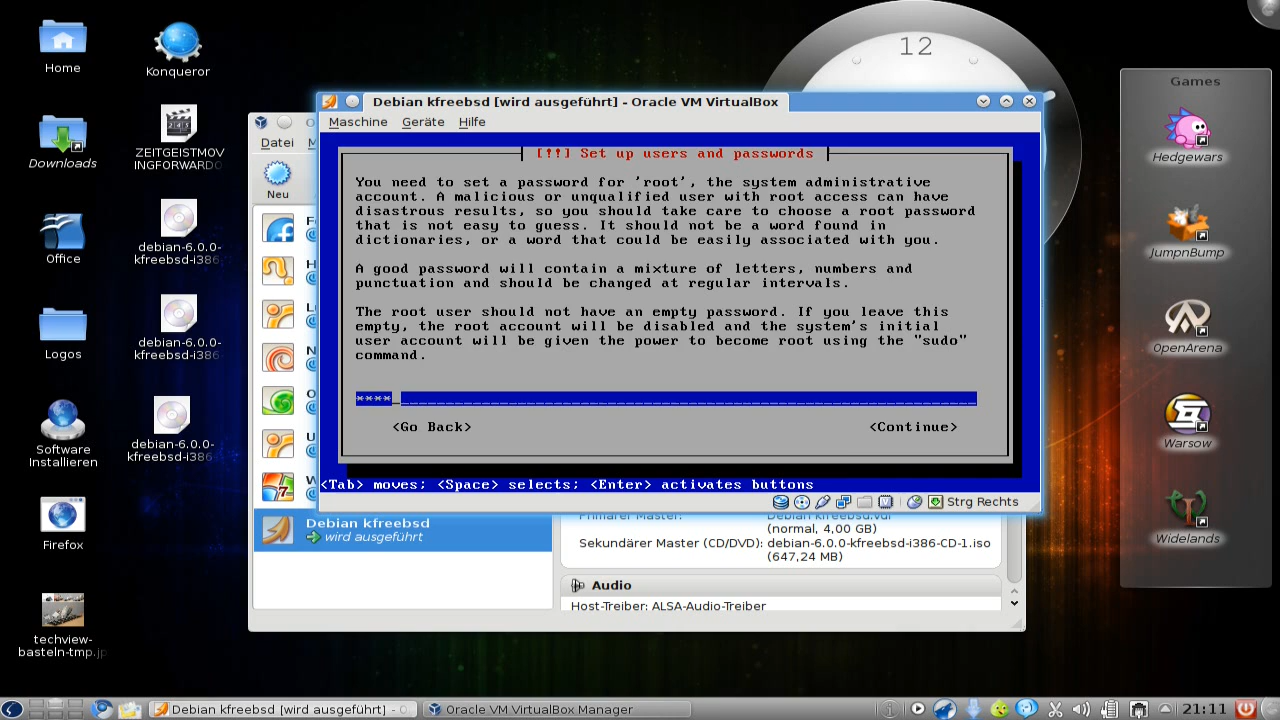 Home
Konqueror
Downloads
ZEITGEISTMOV
INGFORWARDC
Office
debian-6.0.0-
kfreebsd-i386
Logos
debian-6.0.0-
kfreebsd-i386
Software
Installieren
debian-6.0.0-
kfreebsd-i386-
Firefox
techview-
basteln-tmp.jp
12
Games
Hedgewars
JumpnBump
OpenArena
Warsow
Widelands
Datei
Neu
Debian kfreebsd [wird ausgeführt] - Oracle VM VirtualBox
Maschine Geräte Hilfe
[!!] Set up users and passwords
You need to set a password for 'root', the system administrative
account. A malicious or unqualified user with root access can have
disastrous results, so you should take care to choose a root password
that is not easy to guess. It should not be a word found in
dictionaries, or a word that could be easily associated with you.
A good password will contain a mixture of letters, numbers and
punctuation and should be changed at regular intervals.
The root user should not have an empty password. If you leave this
empty, the root account will be disabled and the system's initial
user account will be given the power to become root using the "sudo"
command.
****
<Go Back> <Continue>
<Tab> moves; <Space> selects; <Enter> activates buttons
Strg Rechts
Debian kfreebsd
wird ausgeführt
Primärer Master: Debian kfreebsd.vdi
(normal, 4,00 GB)
Sekundärer Master (CD/DVD): debian-6.0.0-kfreebsd-i386-CD-1.iso
(647,24 MB)
Audio
Host-Treiber: ALSA-Audio-Treiber
Debian kfreebsd [wird ausgeführt] - O
Oracle VM VirtualBox Manager
21:11